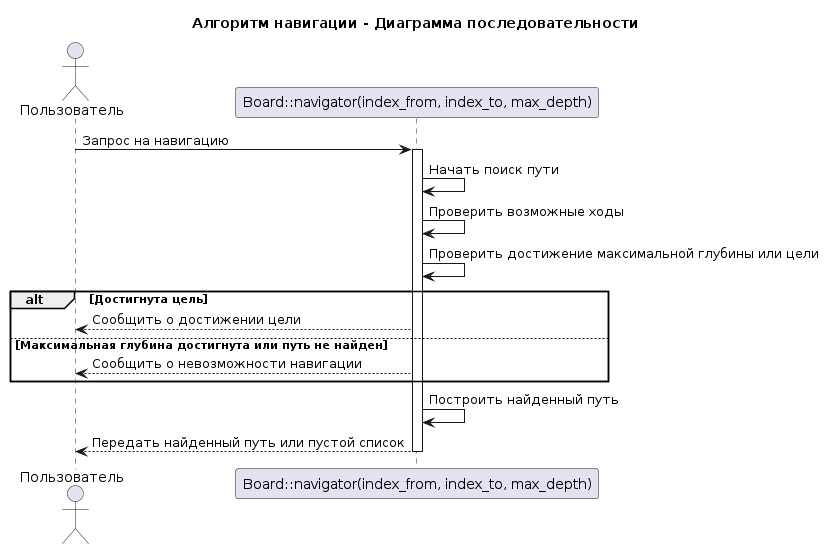 Алгоритм навигации - Диаграмма последовательности
Пользователь
Board::navigator(index_from, index_to, max_depth)
Запрос на навигацию
Начать поиск пути
Проверить возможные ходы
Проверить достижение максимальной глубины или цели
alt
[Достигнута цель]
Сообщить о достижении цели
[Максимальная глубина достигнута или путь не найден]
Сообщить о невозможности навигации
Построить найденный путь
Передать найденный путь или пустой список
Пользователь
Board::navigator(index_from, index_to, max_depth)